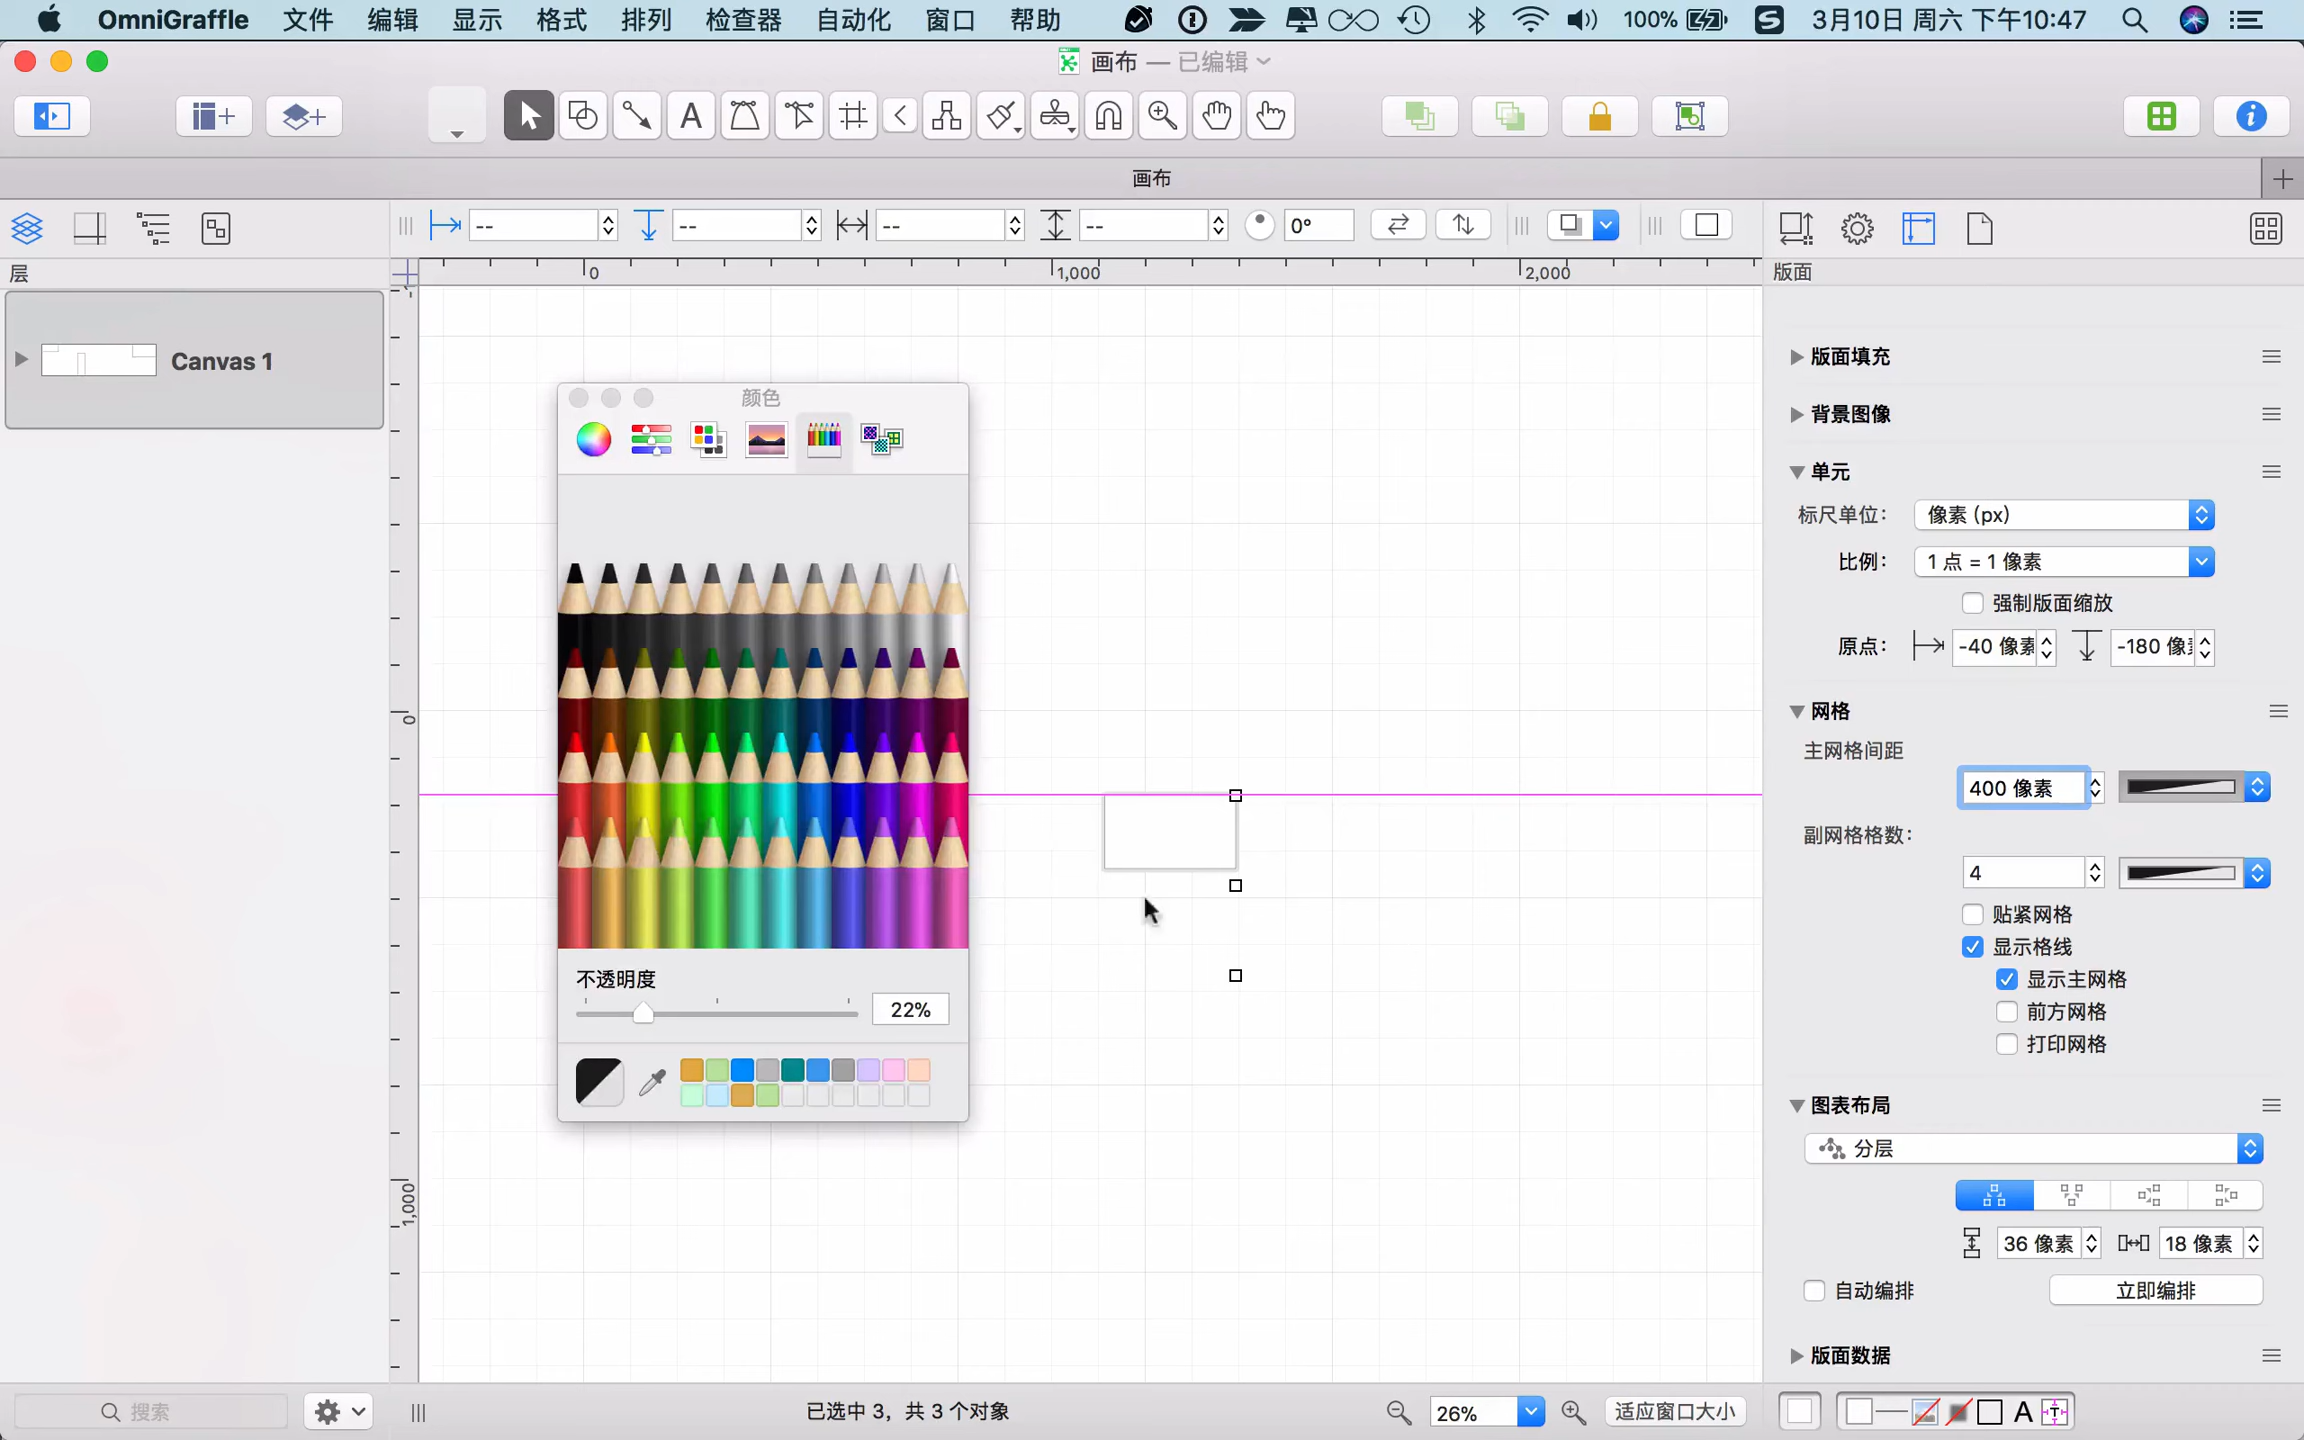 OmniGraffle 文件 编辑 显示 格式 排列 检查器 自动化 窗口 帮助 100% 3月10日 周六 下午10:47
画布 — 已编辑
画布
-- -- -- -- 0°
版面
层
0 1,000 2,000
Canvas 1
颜色
版面填充
背景图像
单元
标尺单位: 像素 (px)
比例: 1 点 = 1 像素
强制版面缩放
原点: -40 像素 -180 像
网格
主网格间距
400 像素
副网格格数:
4
贴紧网格
显示格线
显示主网格
前方网格
打印网格
0
1,000
不透明度
22%
图表布局
分层
36 像素 18 像素
自动编排 立即编排
版面数据
搜索
已选中 3，共 3 个对象
26% 适应窗口大小